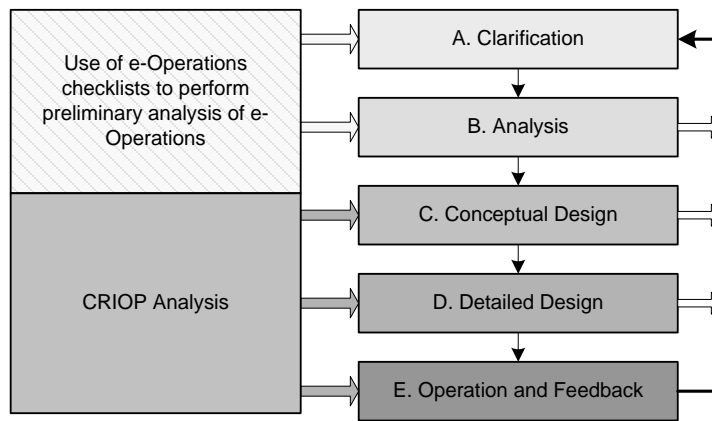 Use of e-Operations
checklists to perform
preliminary analysis of e-
Operations
CRIOP Analysis
A. Clarification
B. Analysis
C. Conceptual Design
D. Detailed Design
E. Operation and Feedback